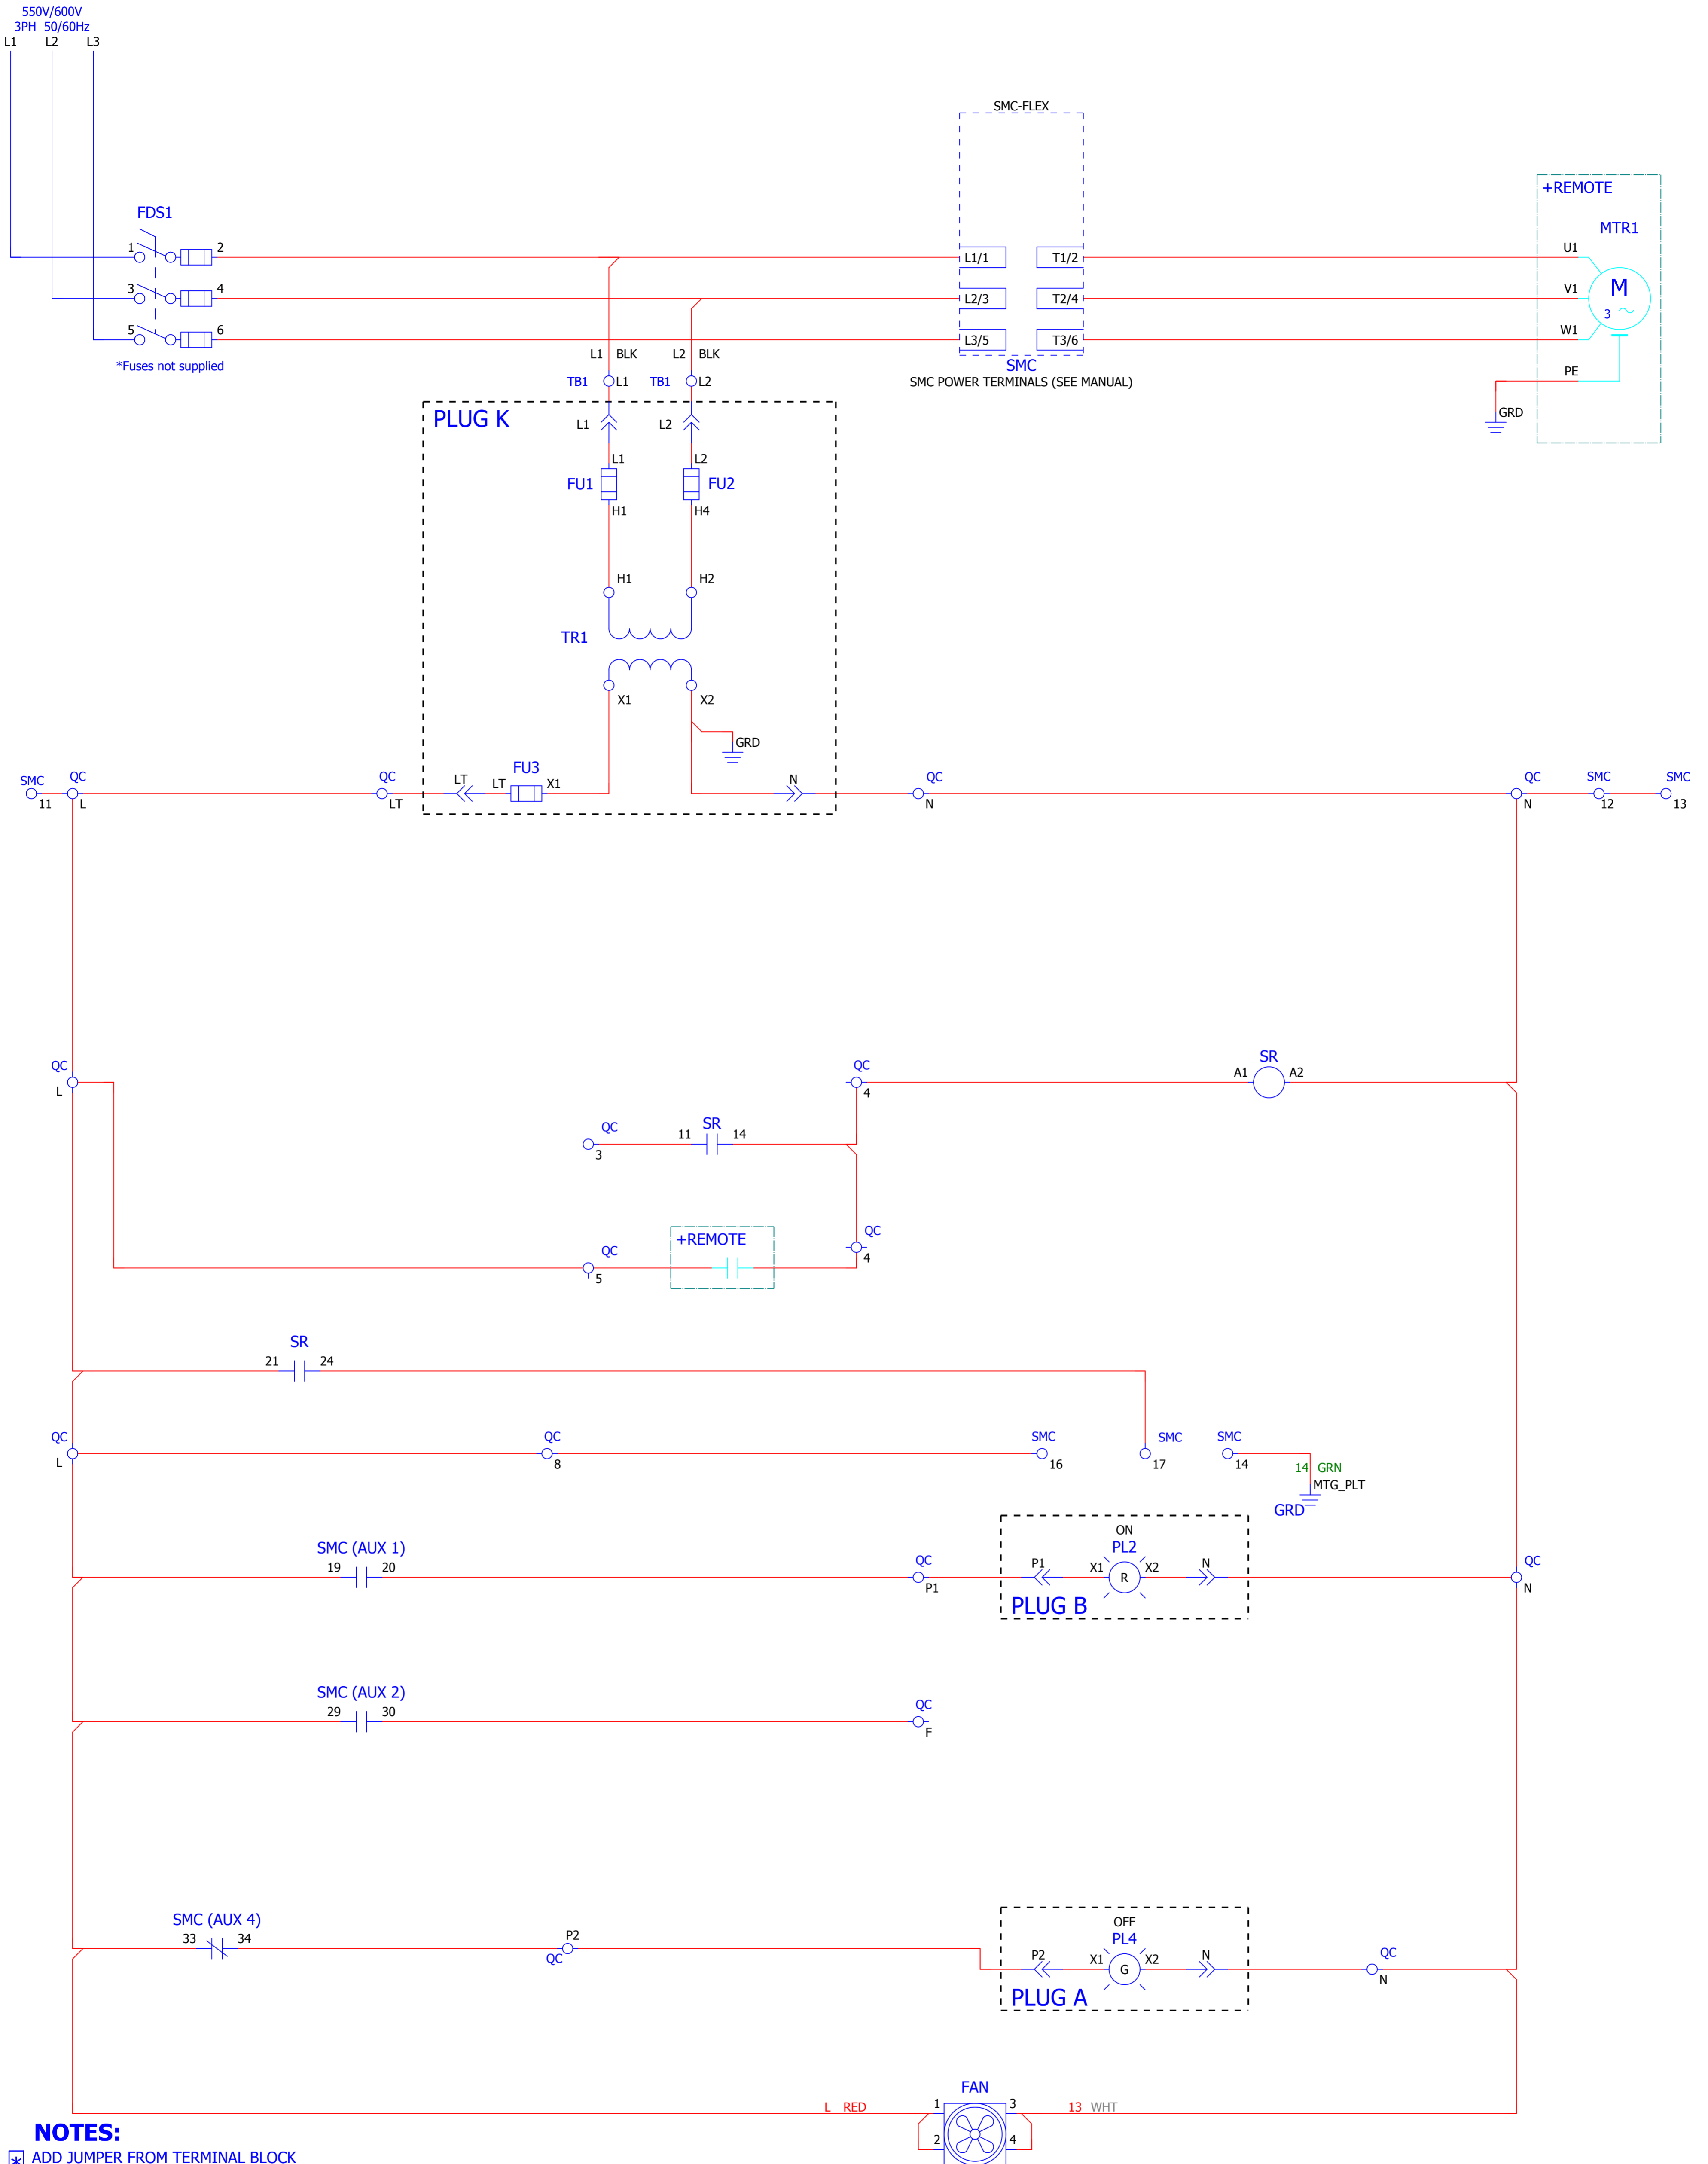 550V/600V
3PH 50/60Hz
L1 L2 L3
SMC-FLEX
+REMOTE
MTR1
FDS1
1 2
L1/1 T1/2
U1
3 4
L2/3 T2/4
V1
M
3
5 6
L3/5 T3/6
W1
*Fuses not supplied
L1 BLK L2 BLK
SMC
SMC POWER TERMINALS (SEE MANUAL)
PE
GRD
TB1 L1 TB1 L2
PLUG K
L1 L2
L1 L2
FU1 FU2
H1 H4
H1 H2
TR1
X1 X2
GRD
SMC QC QC LT LT FU3 X1 N QC QC SMC SMC
11 L LT N N 12 13
QC QC SR
L 4 A1 A2
QC 11 SR 14
3
+REMOTE
QC QC
5 4
SR
21 24
QC QC SMC SMC SMC
L 8 16 17 14
14 GRN
MTG_PLT
GRD
SMC (AUX 1)
19 20
QC
P1
ON
PL2
P1 X1 R X2 N
PLUG B
QC
N
SMC (AUX 2)
29 30
QC
F
SMC (AUX 4)
33 34
P2
QC
OFF
PL4
P2 X1 G X2 N
PLUG A
QC
N
FAN
L RED 1 3 13 WHT
2 4
NOTES:
* ADD JUMPER FROM TERMINAL BLOCK